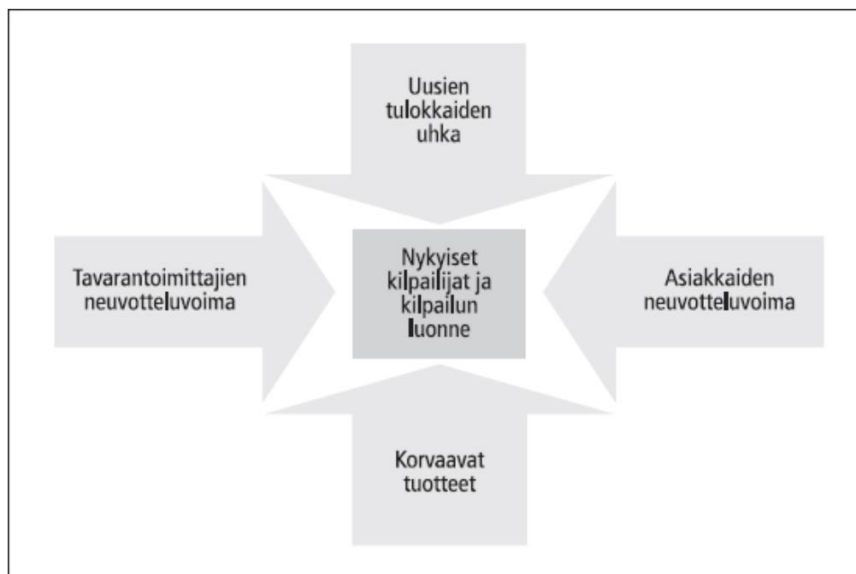 Uusien
tulokkaiden
uhka
Tavarantoimittajien
neuvotteluvoima
Nykyiset
kilpailijat ja
kilpailun
luonne
Asiakkaiden
neuvotteluvoima
Korvaavat
tuotteet